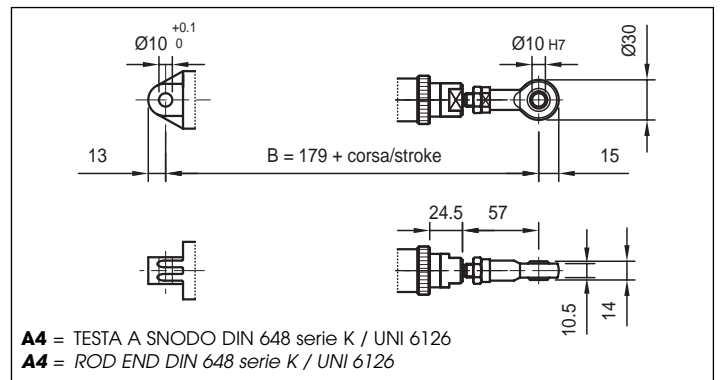 +0.1
Ø10 0
Ø10 H7
Ø30
13
B = 179 + corsa/stroke
15
24.5
57
10.5
14
A4 = TESTA A SNODO DIN 648 serie K / UNI 6126
A4 = ROD END DIN 648 serie K / UNI 6126